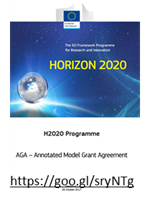 The EU Framework Programme
for Research and Innovation
HORIZON 2020
H2020 Programme
AGA – Annotated Model Grant Agreement
https://goo.gl/sryNTg